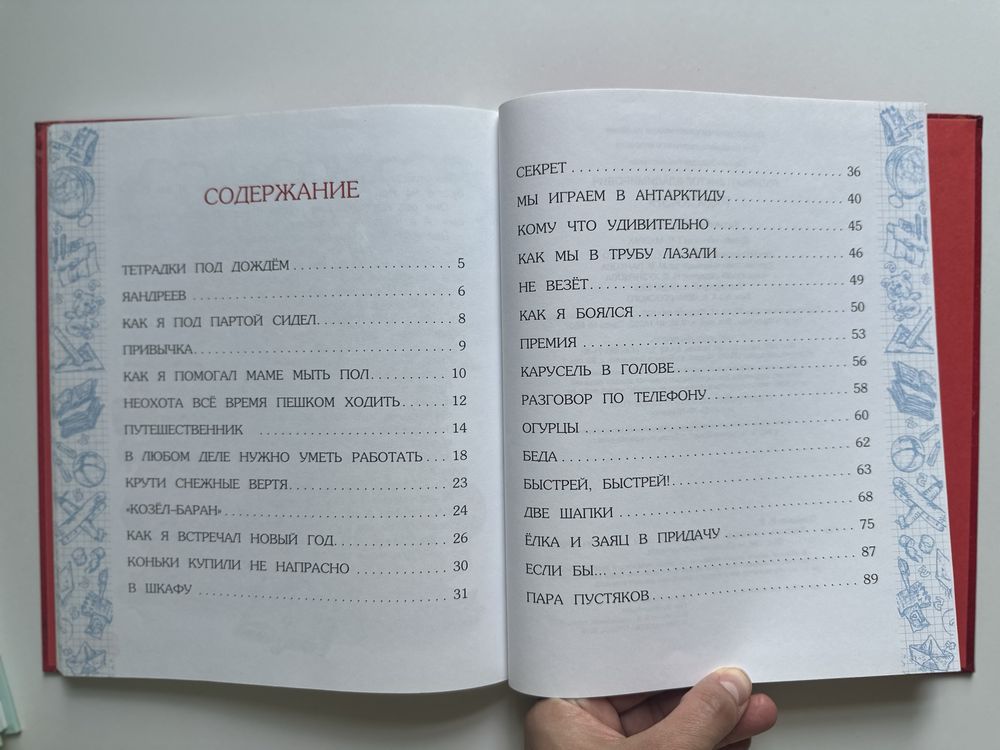 СОДЕРЖАНИЕ
ТЕТРАДКИ ПОД ДОЖДЁМ . . . . . . . . . . . . . . . . . . . . . 5
ЯАНДРЕЕВ . . . . . . . . . . . . . . . . . . . . . . . . . . . . . . . . . . 6
КАК Я ПОД ПАРТОЙ СИДЕЛ. . . . . . . . . . . . . . . . . . 8
ПРИВЫЧКА. . . . . . . . . . . . . . . . . . . . . . . . . . . . . . . . . . 9
КАК Я ПОМОГАЛ МАМЕ МЫТЬ ПОЛ. . . . . . . . . . 10
НЕОХОТА ВСЁ ВРЕМЯ ПЕШКОМ ХОДИТЬ. . . . . . 12
ПУТЕШЕСТВЕННИК . . . . . . . . . . . . . . . . . . . . . . . . . 14
В ЛЮБОМ ДЕЛЕ НУЖНО УМЕТЬ РАБОТАТЬ . . . 18
КРУТИ СНЕЖНЫЕ ВЕРТЯ. . . . . . . . . . . . . . . . . . . . . 23
«КОЗЁЛ–БАРАН» . . . . . . . . . . . . . . . . . . . . . . . . . . . . 24
КАК Я ВСТРЕЧАЛ НОВЫЙ ГОД. . . . . . . . . . . . . . . 26
КОНЬКИ КУПИЛИ НЕ НАПРАСНО . . . . . . . . . . . . 30
В ШКАФУ . . . . . . . . . . . . . . . . . . . . . . . . . . . . . . . . . . 31
СЕКРЕТ . . . . . . . . . . . . . . . . . . . . . . . . . . . . . . . . . . . . 36
МЫ ИГРАЕМ В АНТАРКТИДУ. . . . . . . . . . . . . . . . 40
КОМУ ЧТО УДИВИТЕЛЬНО . . . . . . . . . . . . . . . . . . 45
КАК МЫ В ТРУБУ ЛАЗАЛИ . . . . . . . . . . . . . . . . . 46
НЕ ВЕЗЁТ. . . . . . . . . . . . . . . . . . . . . . . . . . . . . . . . . . 49
КАК Я БОЯЛСЯ . . . . . . . . . . . . . . . . . . . . . . . . . . . . 50
ПРЕМИЯ . . . . . . . . . . . . . . . . . . . . . . . . . . . . . . . . . . 53
КАРУСЕЛЬ В ГОЛОВЕ. . . . . . . . . . . . . . . . . . . . . . . 56
РАЗГОВОР ПО ТЕЛЕФОНУ. . . . . . . . . . . . . . . . . . . 58
ОГУРЦЫ . . . . . . . . . . . . . . . . . . . . . . . . . . . . . . . . . . 60
БЕДА . . . . . . . . . . . . . . . . . . . . . . . . . . . . . . . . . . . . . 62
БЫСТРЕЙ, БЫСТРЕЙ!. . . . . . . . . . . . . . . . . . . . . . . 63
ДВЕ ШАПКИ . . . . . . . . . . . . . . . . . . . . . . . . . . . . . . 68
ЁЛКА И ЗАЯЦ В ПРИДАЧУ . . . . . . . . . . . . . . . . . 75
ЕСЛИ БЫ... . . . . . . . . . . . . . . . . . . . . . . . . . . . . . . . 87
ПАРА ПУСТЯКОВ . . . . . . . . . . . . . . . . . . . . . . . . . . 89